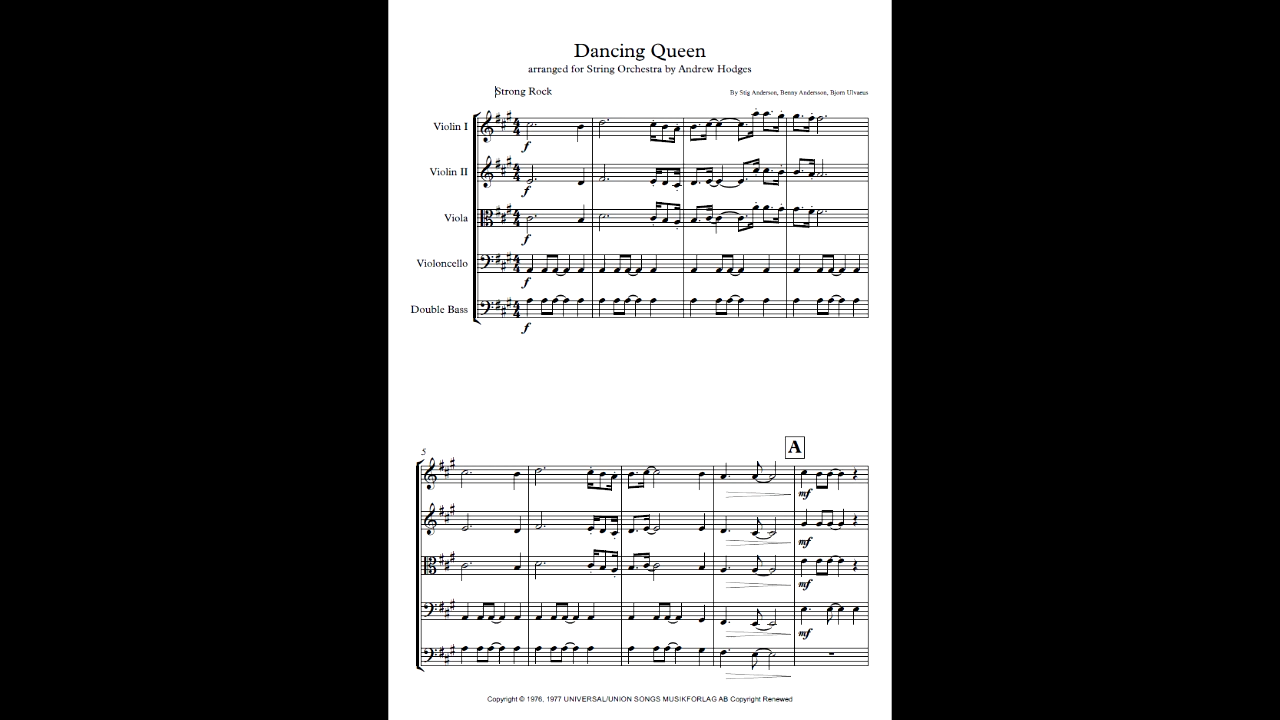 Dancing Queen
arranged for String Orchestra by Andrew Hodges
Strong Rock
By Stig Anderson, Benny Andersson, Bjorn Ulvaeus
Violin I
f
Violin II
f
Viola
f
Violoncello
f
Double Bass
f
5
A
mf
mf
mf
mf
Copyright © 1976, 1977 UNIVERSAL/UNION SONGS MUSIKFORLAG AB Copyright Renewed